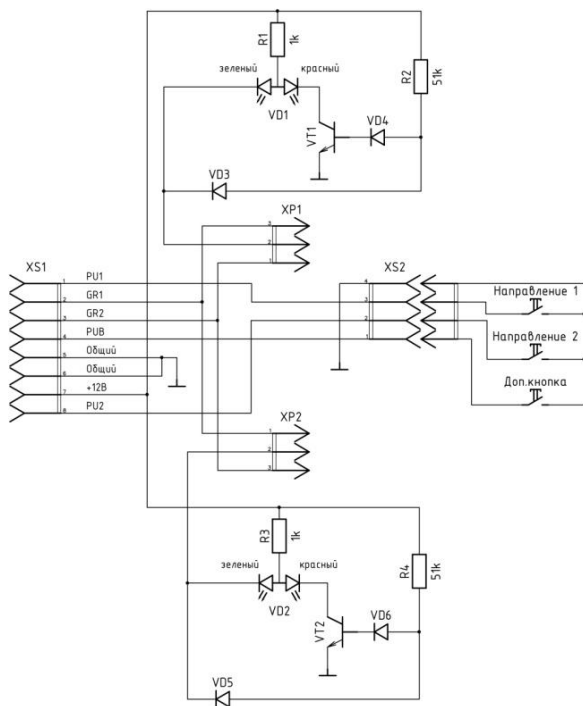 R1
1k
зеленый
красный
R2
51k
VD1
VT1
VD4
VD3
XP1
3
2
1
XS1
XS2
1 PU1
2 GR1
3 GR2
4 PUB
5 Общий
6 Общий
7 +12В
8 PU2
4
3
2
1
Направление 1
Направление 2
Доп.кнопка
XP2
1
2
3
R3
1k
зеленый
красный
R4
51k
VD2
VT2
VD6
VD5